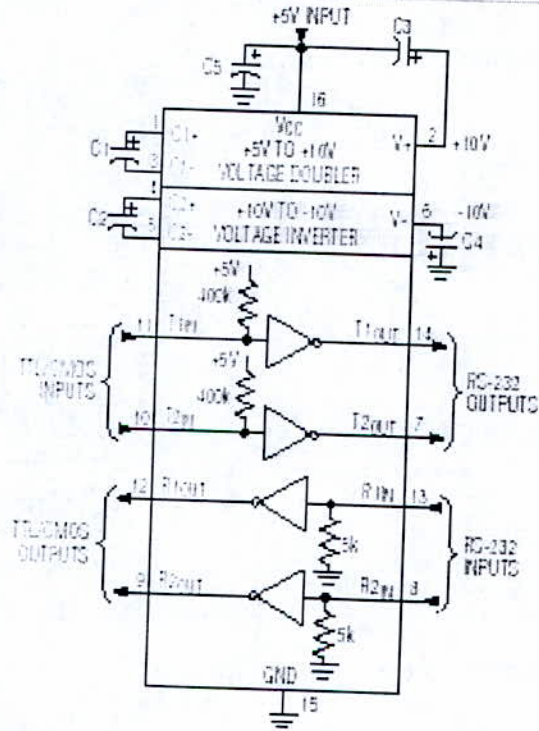 +5V INPUT
C3
C5
16
1
C1+
VCC
V+
2
+10V
C1
+5V TO +10V
3
C1-
VOLTAGE DOUBLER
4
C2+
+10V TO -10V
V-
6
-10V
C2
5
C2-
VOLTAGE INVERTER
C4
+5V
400k
11
T1IN
T1OUT
14
TTL/CMOS
INPUTS
+5V
400k
RS-232
OUTPUTS
10
T2IN
T2OUT
7
12
R1OUT
R1IN
13
TTL/CMOS
OUTPUTS
5k
RS-232
INPUTS
9
R2OUT
R2IN
8
5k
GND
15